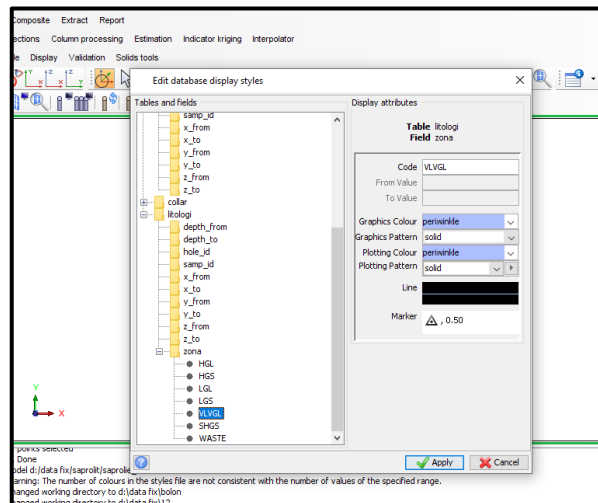 Composite Extract Report
ections Column processing Estimation Indicator kriging Interpolator
le Display Validation Solids tools
Edit database display styles
Tables and fields
samp_id
x_from
x_to
y_from
y_to
z_from
z_to
collar
litologi
depth_from
depth_to
hole_id
samp_id
x_from
x_to
y_from
y_to
z_from
z_to
zona
HGL
HGS
LGL
LGS
VLVGL
SHGS
WASTE
Display attributes
Table litologi
Field zona
Code VLVGL
From Value
To Value
Graphics Colour periwinkle
Graphics Pattern solid
Plotting Colour periwinkle
Plotting Pattern solid
Line
Marker , 0.50
Apply Cancel
Y
X
points selected
Done
odel d:/data fix/saprolit/saprolie
arning: The number of colours in the styles file are not consistent with the number of values of the specified range.
hanged working directory to d:\data fix\bolon
hanged working directory to d:\data fix\12